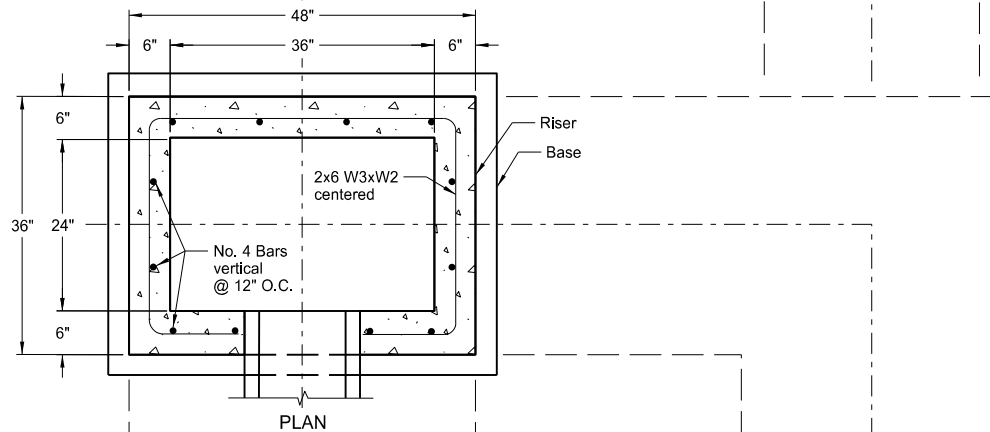 48"
6"
36"
6"
6"
Riser
Base
2x6 W3xW2
centered
36"
24"
No. 4 Bars
vertical
@ 12" O.C.
6"
PLAN